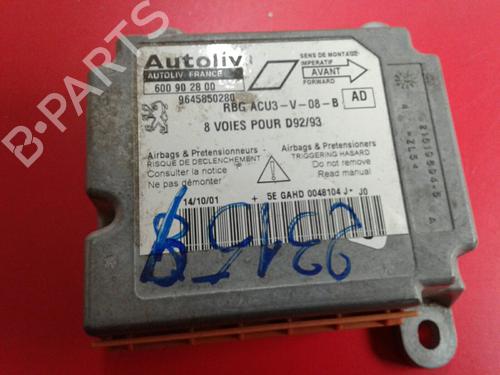 Autoliv
AUTOLIV FRANCE
600 90 28 00
9645850280
SENS DE MONTAGE
IMPERATIF
AVANT
FORWARD
RBG ACU3-V-08-B
AD
8 VOIES POUR D92/93
Airbags & Pretensionneurs
RISQUE DE DECLENCHEMENT
Consulter la notice
Ne pas démonter
Airbags & Pretensioners
TRIGGERING HASARD
Do not remove
Read manual
14/10/01 + 5E GAHD 0048104 J- J0
B-PARTS